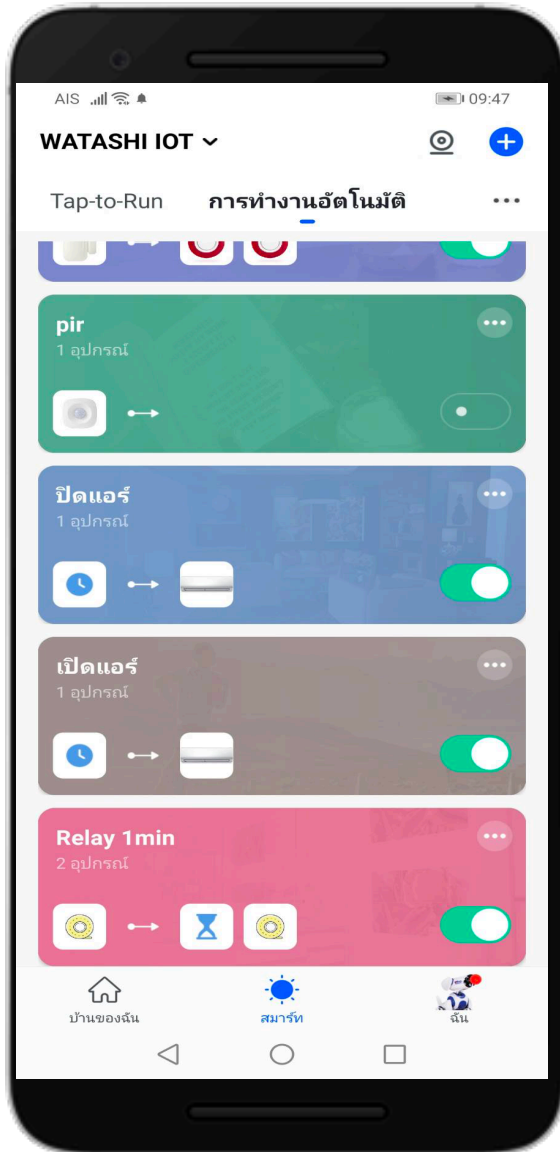 AIS 09:47
WATASHI IOT
Tap-to-Run การทำงานอัตโนมัติ
pir
1 อุปกรณ์
ปิดแอร์
1 อุปกรณ์
เปิดแอร์
1 อุปกรณ์
Relay 1min
2 อุปกรณ์
บ้านของฉัน สมาร์ท ฉัน